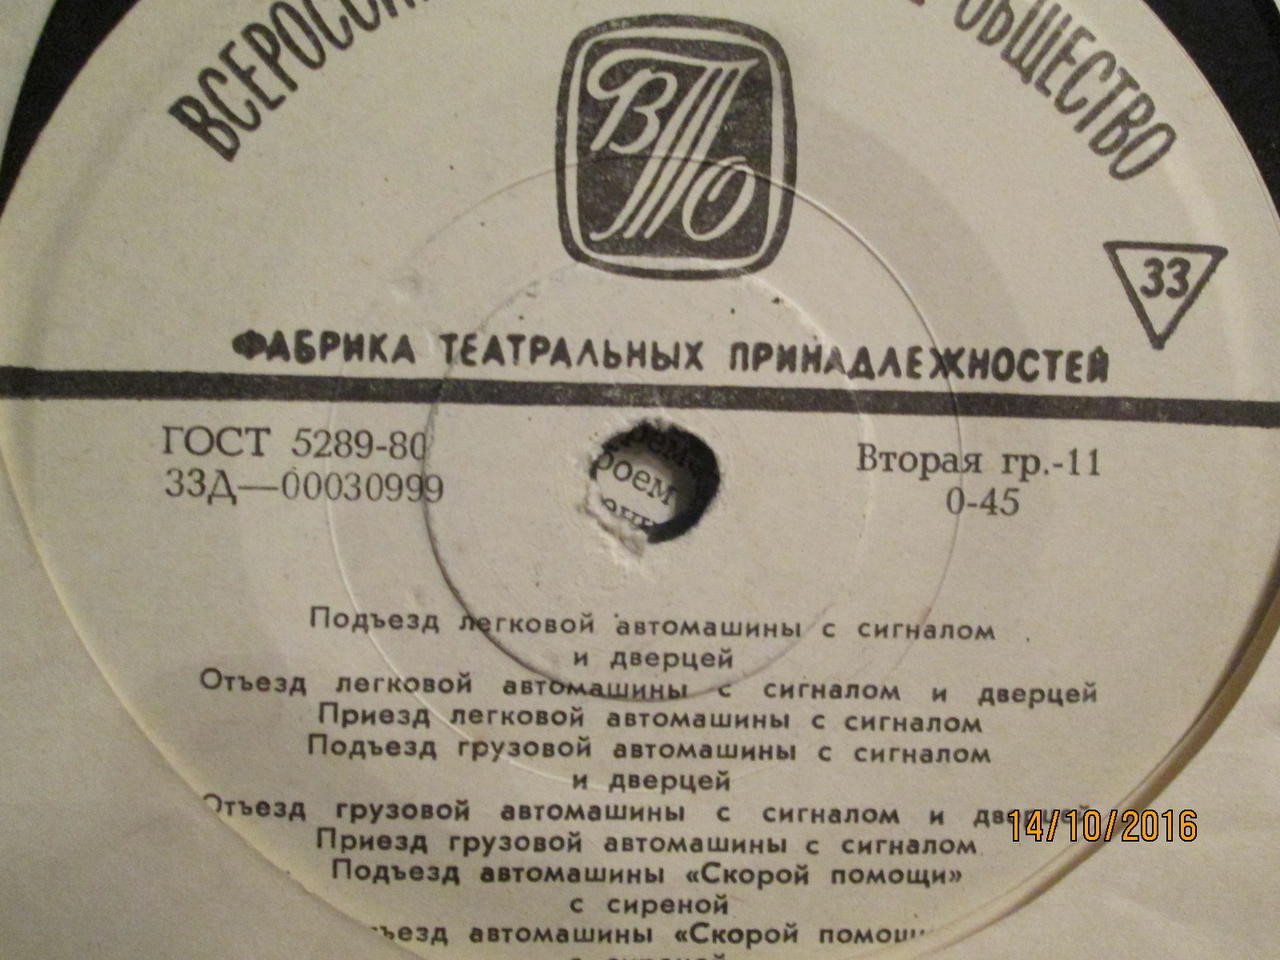 ОБЩЕСТВО
ВТО
33
ФАБРИКА ТЕАТРАЛЬНЫХ ПРИНАДЛЕЖНОСТЕЙ
ГОСТ 5289-80
33Д—00030999
Вторая гр.-11
0-45
Подъезд легковой автомашины с сигналом
и дверцей
Отъезд легковой автомашины с сигналом и дверцей
Приезд легковой автомашины с сигналом
Подъезд грузовой автомашины с сигналом
и дверцей
Отъезд грузовой автомашины с сигналом и дверцей
Приезд грузовой автомашины с сигналом
14/10/2016
Подъезд автомашины «Скорой помощи»
с сиреной
автомашины «Скорой